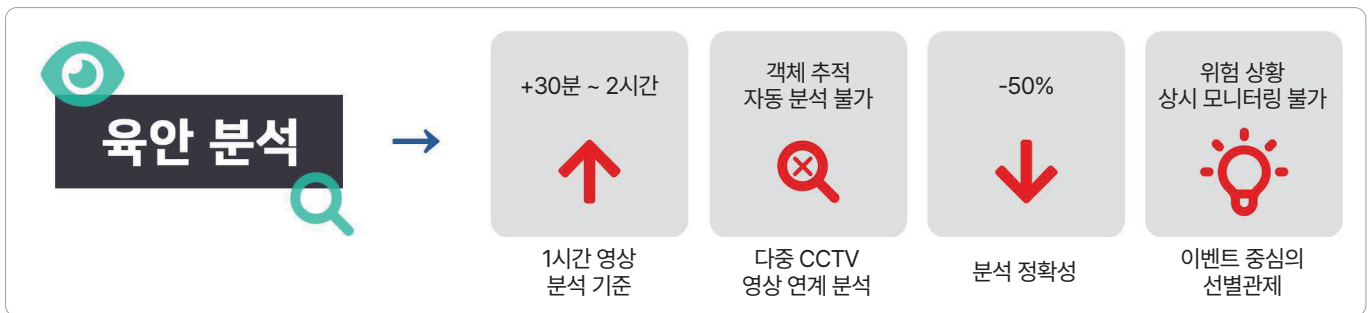 육안 분석
+30분 ~ 2시간
1시간 영상
분석 기준
객체 추적
자동 분석 불가
다중 CCTV
영상 연계 분석
-50%
분석 정확성
위험 상황
상시 모니터링 불가
이벤트 중심의
선별관제